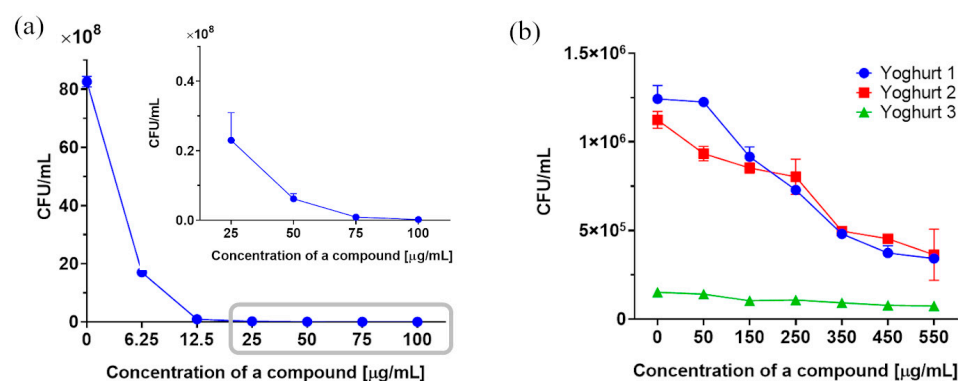 (a)
×10⁸
CFU/mL
80
60
40
20
0
0 6.25 12.5 25 50 75 100
Concentration of a compound [µg/mL]
×10⁸
CFU/mL
0.4
0.2
0.0
25 50 75 100
Concentration of a compound [µg/mL]
(b)
CFU/mL
1.5×10⁶
1×10⁶
5×10⁵
0
0 50 150 250 350 450 550
Concentration of a compound [µg/mL]
Yoghurt 1
Yoghurt 2
Yoghurt 3